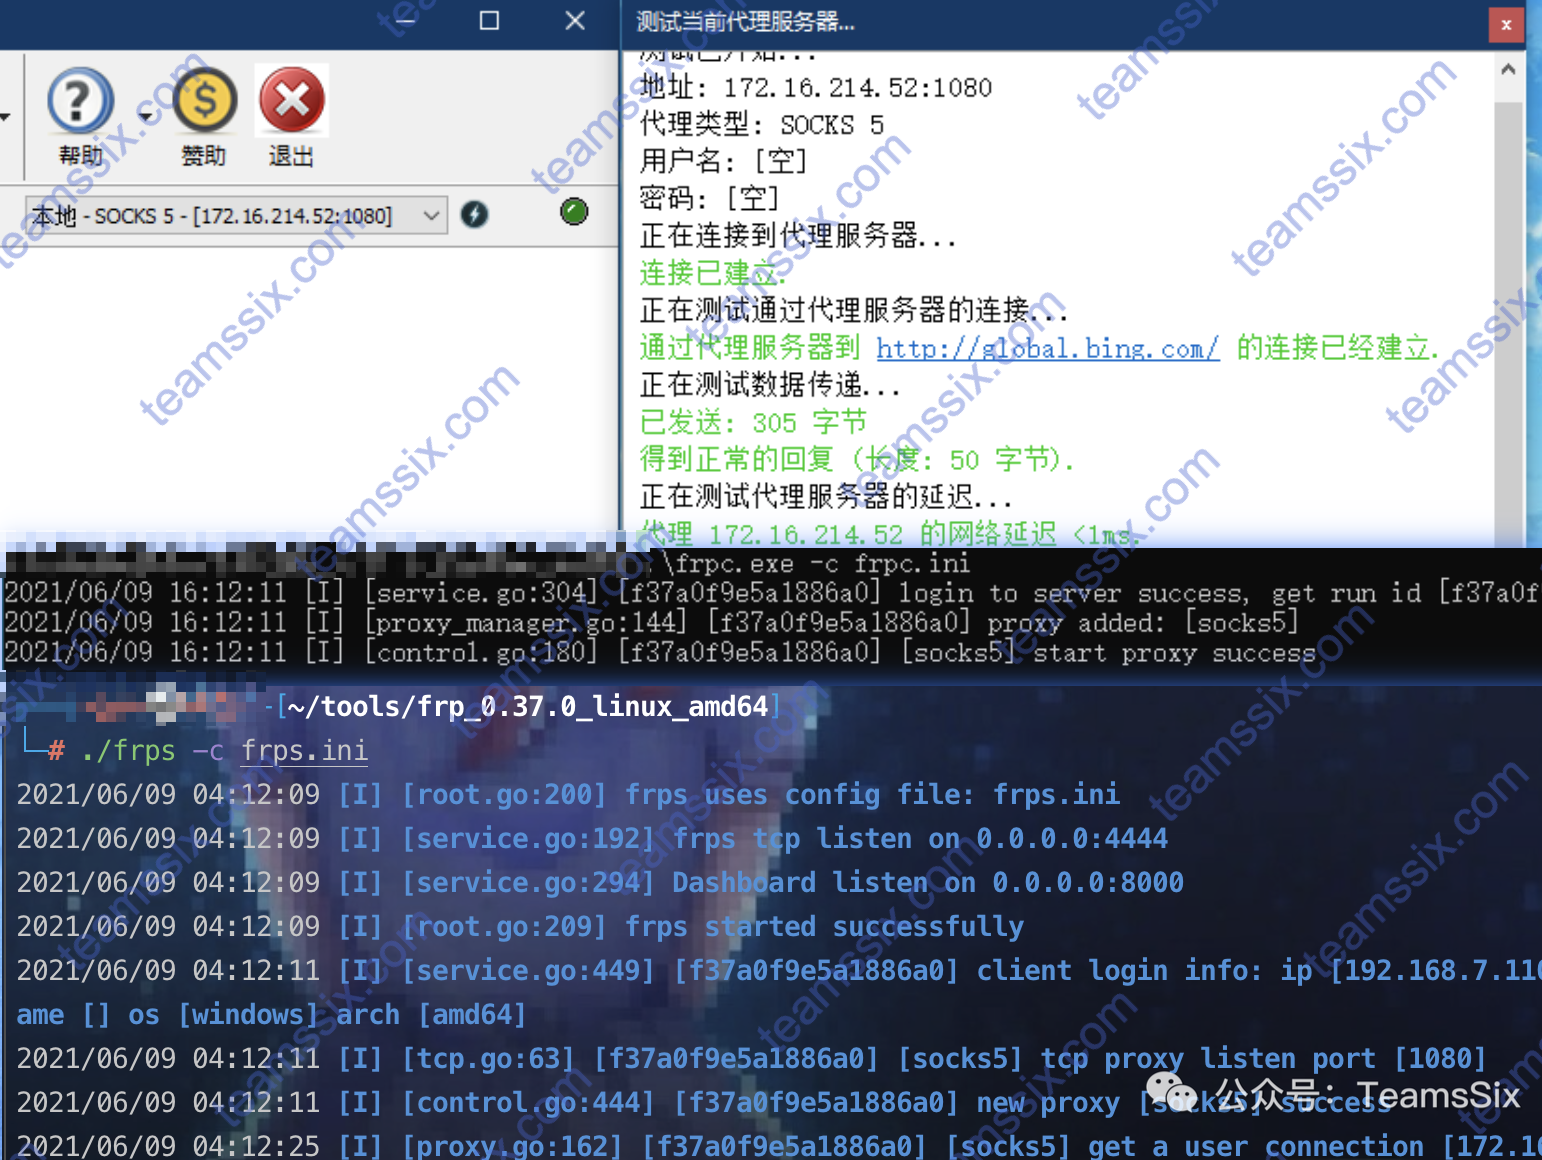 帮助
赞助
退出
本地 - SOCKS 5 - [172.16.214.52:1080]
测试当前代理服务器...
测试已开始...
地址: 172.16.214.52:1080
代理类型: SOCKS 5
用户名: [空]
密码: [空]
正在连接到代理服务器...
连接已建立.
正在测试通过代理服务器的连接...
通过代理服务器到 http://global.bing.com/ 的连接已经建立.
正在测试数据传递...
已发送: 305 字节
得到正常的回复 (长度: 50 字节).
正在测试代理服务器的延迟...
代理 172.16.214.52 的网络延迟 <1ms.
\frpc.exe -c frpc.ini
2021/06/09 16:12:11 [I] [service.go:304] [f37a0f9e5a1886a0] login to server success, get run id [f37a0f
2021/06/09 16:12:11 [I] [proxy_manager.go:144] [f37a0f9e5a1886a0] proxy added: [socks5]
2021/06/09 16:12:11 [I] [control.go:180] [f37a0f9e5a1886a0] [socks5] start proxy success
-[~/tools/frp_0.37.0_linux_amd64]
└─# ./frps -c frps.ini
2021/06/09 04:12:09 [I] [root.go:200] frps uses config file: frps.ini
2021/06/09 04:12:09 [I] [service.go:192] frps tcp listen on 0.0.0.0:4444
2021/06/09 04:12:09 [I] [service.go:294] Dashboard listen on 0.0.0.0:8000
2021/06/09 04:12:09 [I] [root.go:209] frps started successfully
2021/06/09 04:12:11 [I] [service.go:449] [f37a0f9e5a1886a0] client login info: ip [192.168.7.110
ame [] os [windows] arch [amd64]
2021/06/09 04:12:11 [I] [tcp.go:63] [f37a0f9e5a1886a0] [socks5] tcp proxy listen port [1080]
2021/06/09 04:12:11 [I] [control.go:444] [f37a0f9e5a1886a0] new proxy [socks5] success
2021/06/09 04:12:25 [I] [proxy.go:162] [f37a0f9e5a1886a0] [socks5] get a user connection [172.16
公众号: TeamsSix
teamssix.com